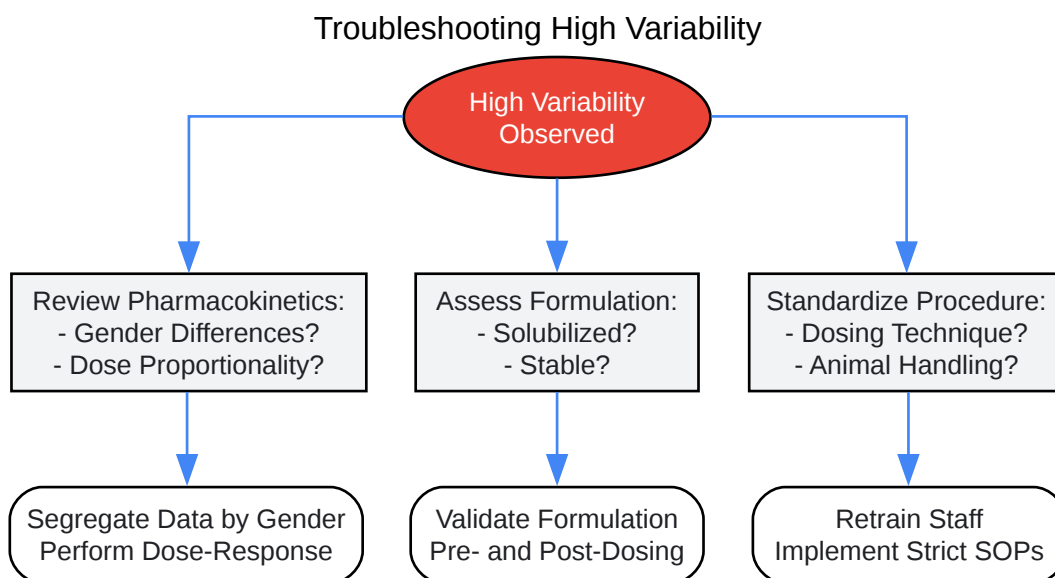 Troubleshooting High Variability
High Variability
Observed
Review Pharmacokinetics:
- Gender Differences?
- Dose Proportionality?
Assess Formulation:
- Solubilized?
- Stable?
Standardize Procedure:
- Dosing Technique?
- Animal Handling?
Segregate Data by Gender
Perform Dose-Response
Validate Formulation
Pre- and Post-Dosing
Retrain Staff
Implement Strict SOPs